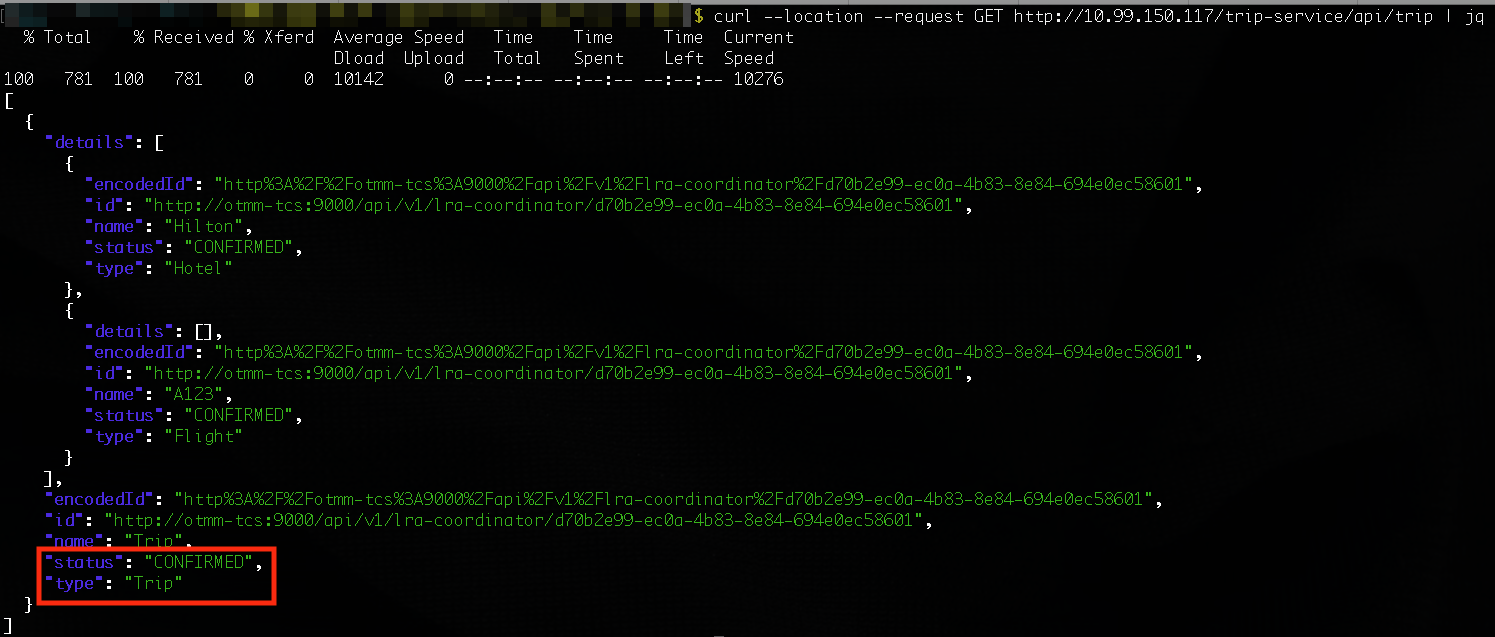 $ curl --location --request GET http://10.99.150.117/trip-service/api/trip | jq
  % Total    % Received % Xferd  Average Speed   Time    Time     Time  Current
                                 Dload  Upload   Total   Spent    Left  Speed
100   781  100   781    0     0  10142      0 --:--:-- --:--:-- --:--:-- 10276
[
  {
    "details": [
      {
        "encodedId": "http%3A%2F%2Fotmm-tcs%3A9000%2Fapi%2Fv1%2Flra-coordinator%2Fd70b2e99-ec0a-4b83-8e84-694e0ec58601",
        "id": "http://otmm-tcs:9000/api/v1/lra-coordinator/d70b2e99-ec0a-4b83-8e84-694e0ec58601",
        "name": "Hilton",
        "status": "CONFIRMED",
        "type": "Hotel"
      },
      {
        "details": [],
        "encodedId": "http%3A%2F%2Fotmm-tcs%3A9000%2Fapi%2Fv1%2Flra-coordinator%2Fd70b2e99-ec0a-4b83-8e84-694e0ec58601",
        "id": "http://otmm-tcs:9000/api/v1/lra-coordinator/d70b2e99-ec0a-4b83-8e84-694e0ec58601",
        "name": "A123",
        "status": "CONFIRMED",
        "type": "Flight"
      }
    ],
    "encodedId": "http%3A%2F%2Fotmm-tcs%3A9000%2Fapi%2Fv1%2Flra-coordinator%2Fd70b2e99-ec0a-4b83-8e84-694e0ec58601",
    "id": "http://otmm-tcs:9000/api/v1/lra-coordinator/d70b2e99-ec0a-4b83-8e84-694e0ec58601",
    "name": "Trip",
    "status": "CONFIRMED",
    "type": "Trip"
  }
]